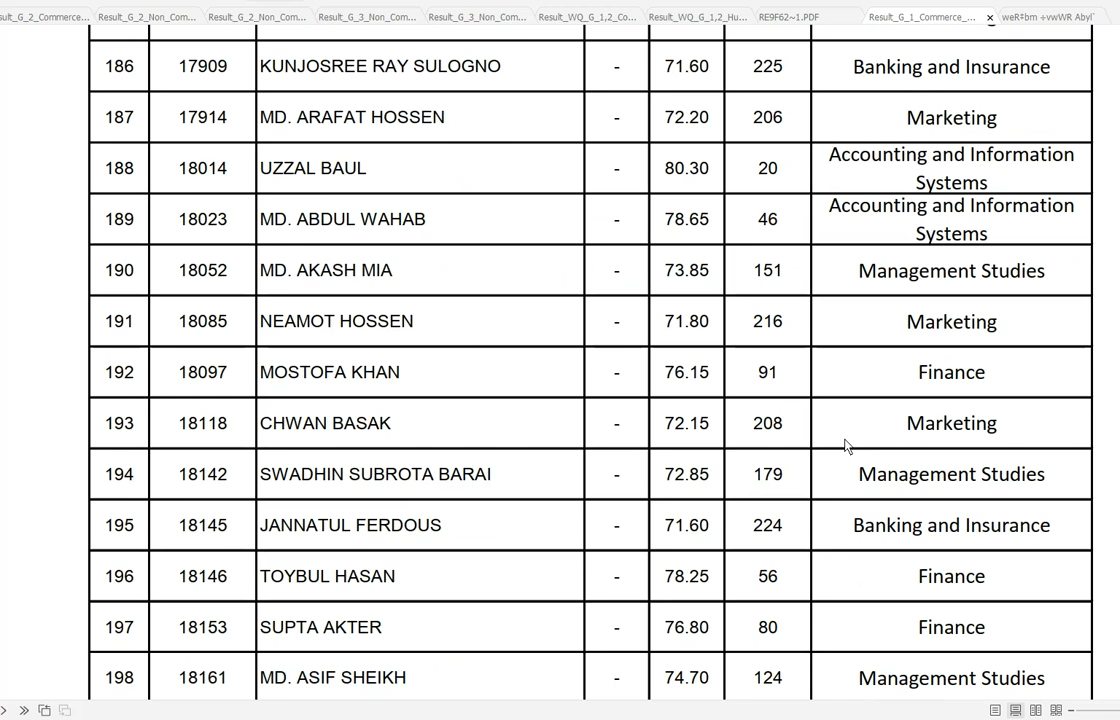 sult_G_2_Commerce... Result_G_2_Non_Com... Result_G_2_Non_Com... Result_G_3_Non_Com... Result_G_3_Non_Com... Result_WQ_G_1,2_Co... Result_WQ_G_1,2_Hu... RE9F62~1.PDF Result_G_1_Commerce_... weR‡bm ÷vwWR Abyl
186 17909 KUNJOSREE RAY SULOGNO - 71.60 225 Banking and Insurance
187 17914 MD. ARAFAT HOSSEN - 72.20 206 Marketing
188 18014 UZZAL BAUL - 80.30 20 Accounting and Information
Systems
189 18023 MD. ABDUL WAHAB - 78.65 46 Accounting and Information
Systems
190 18052 MD. AKASH MIA - 73.85 151 Management Studies
191 18085 NEAMOT HOSSEN - 71.80 216 Marketing
192 18097 MOSTOFA KHAN - 76.15 91 Finance
193 18118 CHWAN BASAK - 72.15 208 Marketing
194 18142 SWADHIN SUBROTA BARAI - 72.85 179 Management Studies
195 18145 JANNATUL FERDOUS - 71.60 224 Banking and Insurance
196 18146 TOYBUL HASAN - 78.25 56 Finance
197 18153 SUPTA AKTER - 76.80 80 Finance
198 18161 MD. ASIF SHEIKH - 74.70 124 Management Studies